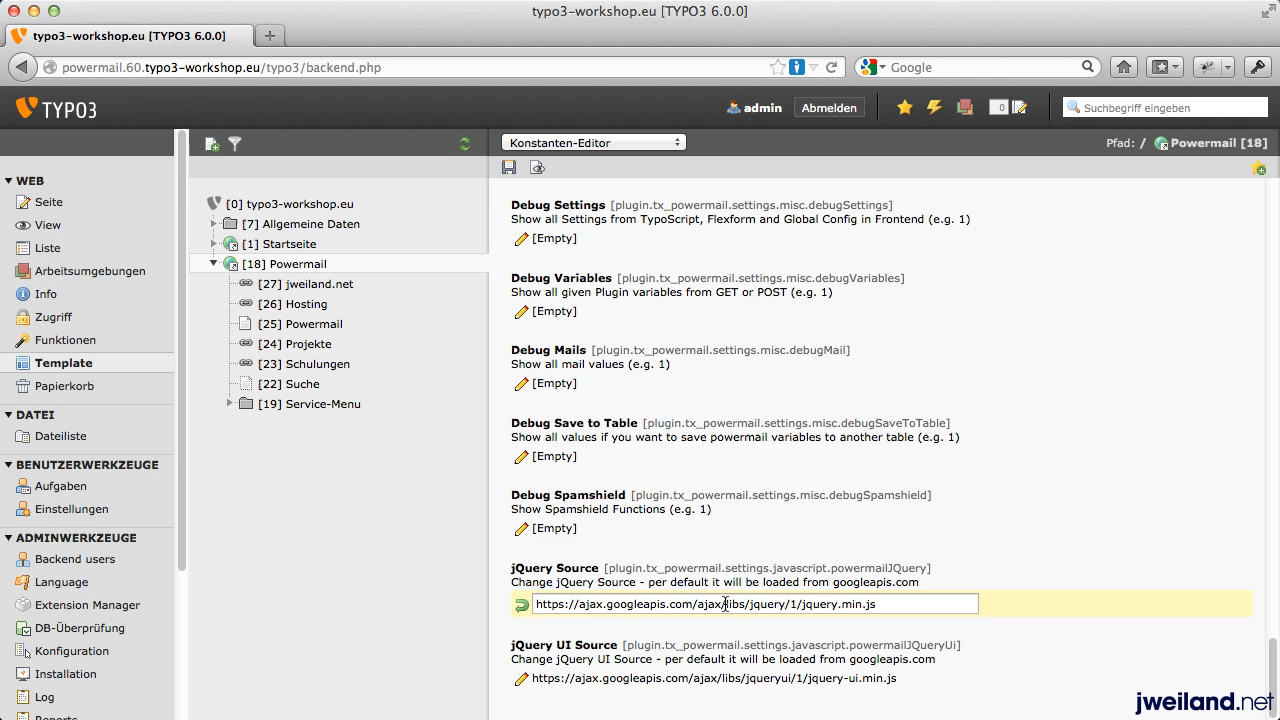 typo3-workshop.eu [TYPO3 6.0.0]
typo3-workshop.eu [TYPO3 6.0.0]
powermail.60.typo3-workshop.eu/typo3/backend.php
Google
TYPO3
admin
Abmelden
0
Suchbegriff eingeben
Konstanten-Editor
Pfad: / Powermail [18]
WEB
Seite
View
Liste
Arbeitsumgebungen
Info
Zugriff
Funktionen
Template
Papierkorb
DATEI
Dateiliste
BENUTZERWERKZEUGE
Aufgaben
Einstellungen
ADMINWERKZEUGE
Backend users
Language
Extension Manager
DB-Überprüfung
Konfiguration
Installation
Log
Reports
[0] typo3-workshop.eu
[7] Allgemeine Daten
[1] Startseite
[18] Powermail
[27] jweiland.net
[26] Hosting
[25] Powermail
[24] Projekte
[23] Schulungen
[22] Suche
[19] Service-Menu
Debug Settings [plugin.tx_powermail.settings.misc.debugSettings]
Show all Settings from TypoScript, Flexform and Global Config in Frontend (e.g. 1)
[Empty]
Debug Variables [plugin.tx_powermail.settings.misc.debugVariables]
Show all given Plugin variables from GET or POST (e.g. 1)
[Empty]
Debug Mails [plugin.tx_powermail.settings.misc.debugMail]
Show all mail values (e.g. 1)
[Empty]
Debug Save to Table [plugin.tx_powermail.settings.misc.debugSaveToTable]
Show all values if you want to save powermail variables to another table (e.g. 1)
[Empty]
Debug Spamshield [plugin.tx_powermail.settings.misc.debugSpamshield]
Show Spamshield Functions (e.g. 1)
[Empty]
jQuery Source [plugin.tx_powermail.settings.javascript.powermailJQuery]
Change jQuery Source - per default it will be loaded from googleapis.com
https://ajax.googleapis.com/ajax/libs/jquery/1/jquery.min.js
jQuery UI Source [plugin.tx_powermail.settings.javascript.powermailJQueryUi]
Change jQuery UI Source - per default it will be loaded from googleapis.com
https://ajax.googleapis.com/ajax/libs/jqueryui/1/jquery-ui.min.js
jweiland.net